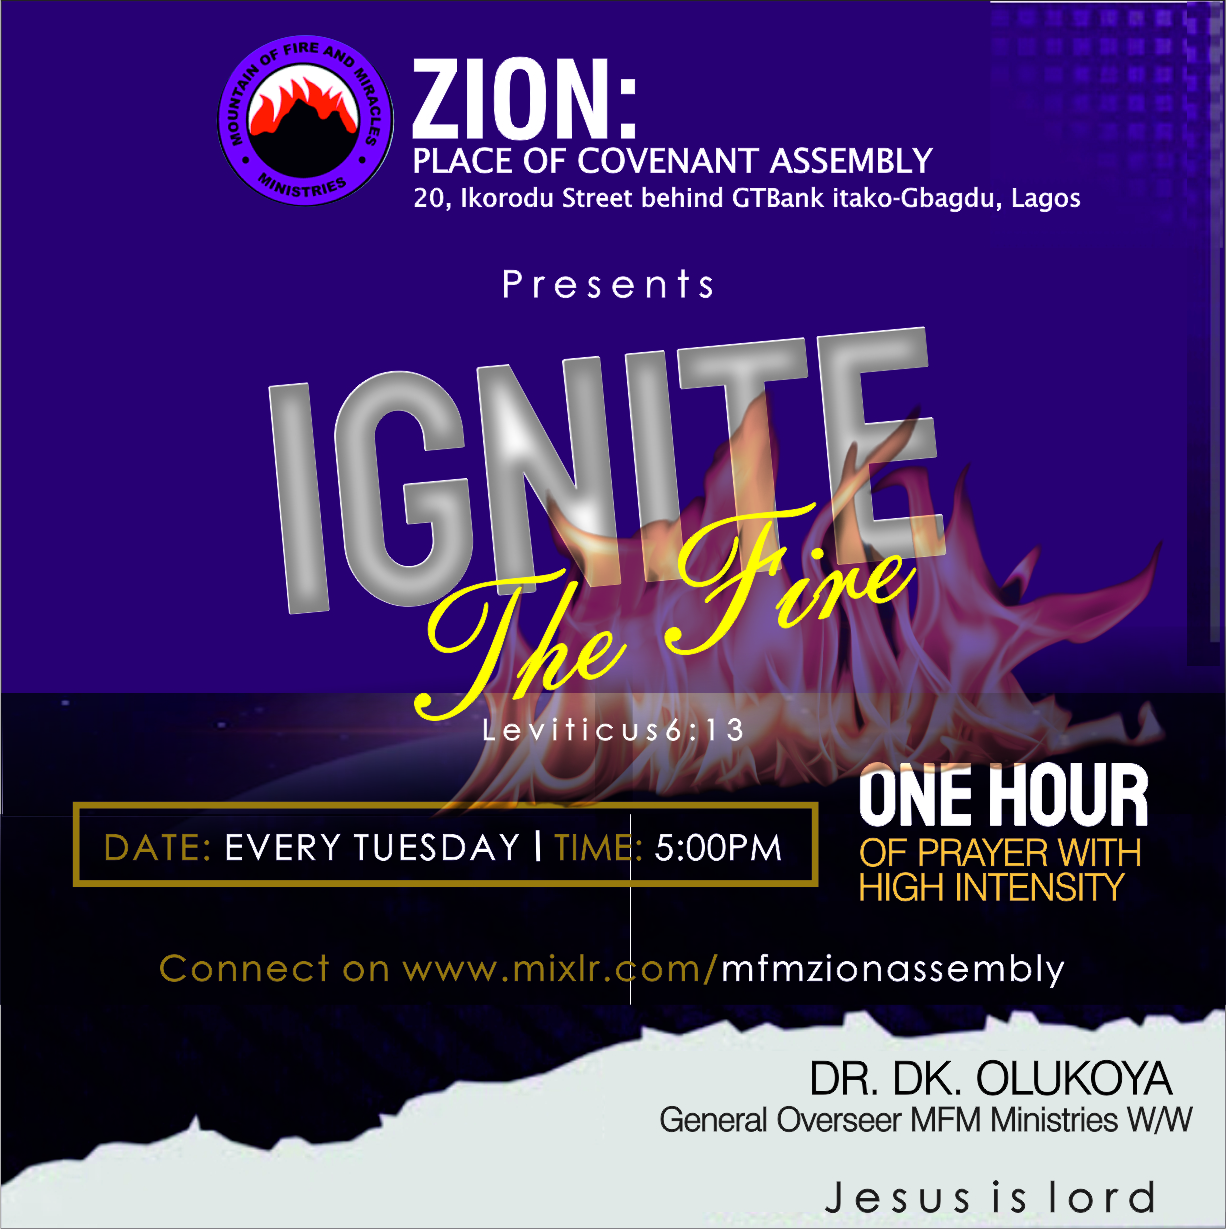 MOUNTAIN OF FIRE AND MIRACLES
• MINISTRIES •
ZION:
PLACE OF COVENANT ASSEMBLY
20, Ikorodu Street behind GTBank itako-Gbagdu, Lagos
Presents
IGNITE
The Fire
Leviticus6:13
ONE HOUR
OF PRAYER WITH
HIGH INTENSITY
DATE: EVERY TUESDAY | TIME: 5:00PM
Connect on www.mixlr.com/mfmzionassembly
DR. DK. OLUKOYA
General Overseer MFM Ministries W/W
Jesus is lord